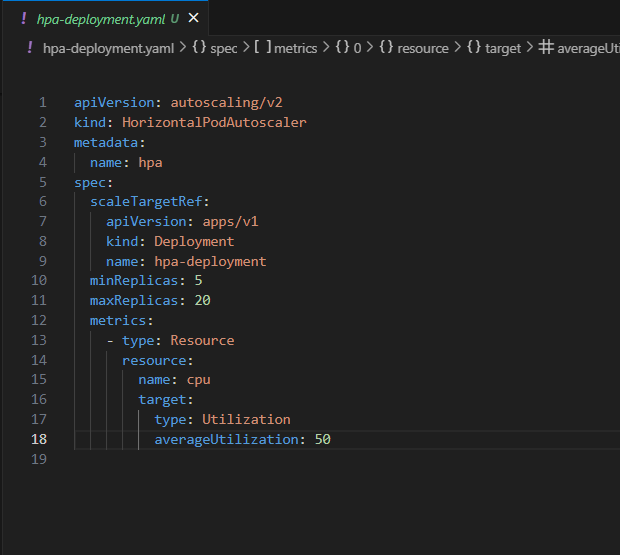 ! hpa-deployment.yaml U ×
! hpa-deployment.yaml > {} spec > [ ] metrics > {} 0 > {} resource > {} target > # averageUti
1 apiVersion: autoscaling/v2
2 kind: HorizontalPodAutoscaler
3 metadata:
4   name: hpa
5 spec:
6   scaleTargetRef:
7     apiVersion: apps/v1
8     kind: Deployment
9     name: hpa-deployment
10   minReplicas: 5
11   maxReplicas: 20
12   metrics:
13     - type: Resource
14       resource:
15         name: cpu
16         target:
17           type: Utilization
18           averageUtilization: 50
19